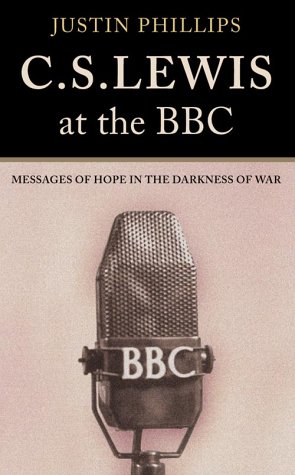 JUSTIN PHILLIPS
C.S.LEWIS
at the BBC
MESSAGES OF HOPE IN THE DARKNESS OF WAR
BBC